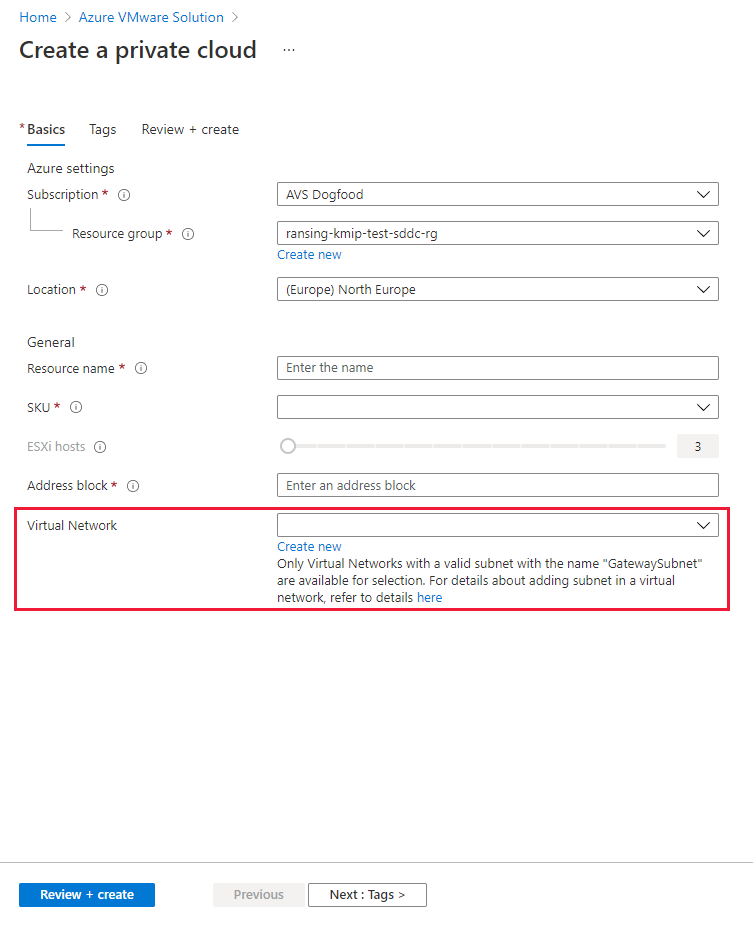 Home > Azure VMware Solution >
Create a private cloud ...
* Basics Tags Review + create
Azure settings
Subscription * AVS Dogfood
Resource group * ransing-kmip-test-sddc-rg
Create new
Location * (Europe) North Europe
General
Resource name * Enter the name
SKU *
ESXi hosts 3
Address block * Enter an address block
Virtual Network
Create new
Only Virtual Networks with a valid subnet with the name "GatewaySubnet"
are available for selection. For details about adding subnet in a virtual
network, refer to details here
Review + create Previous Next : Tags >